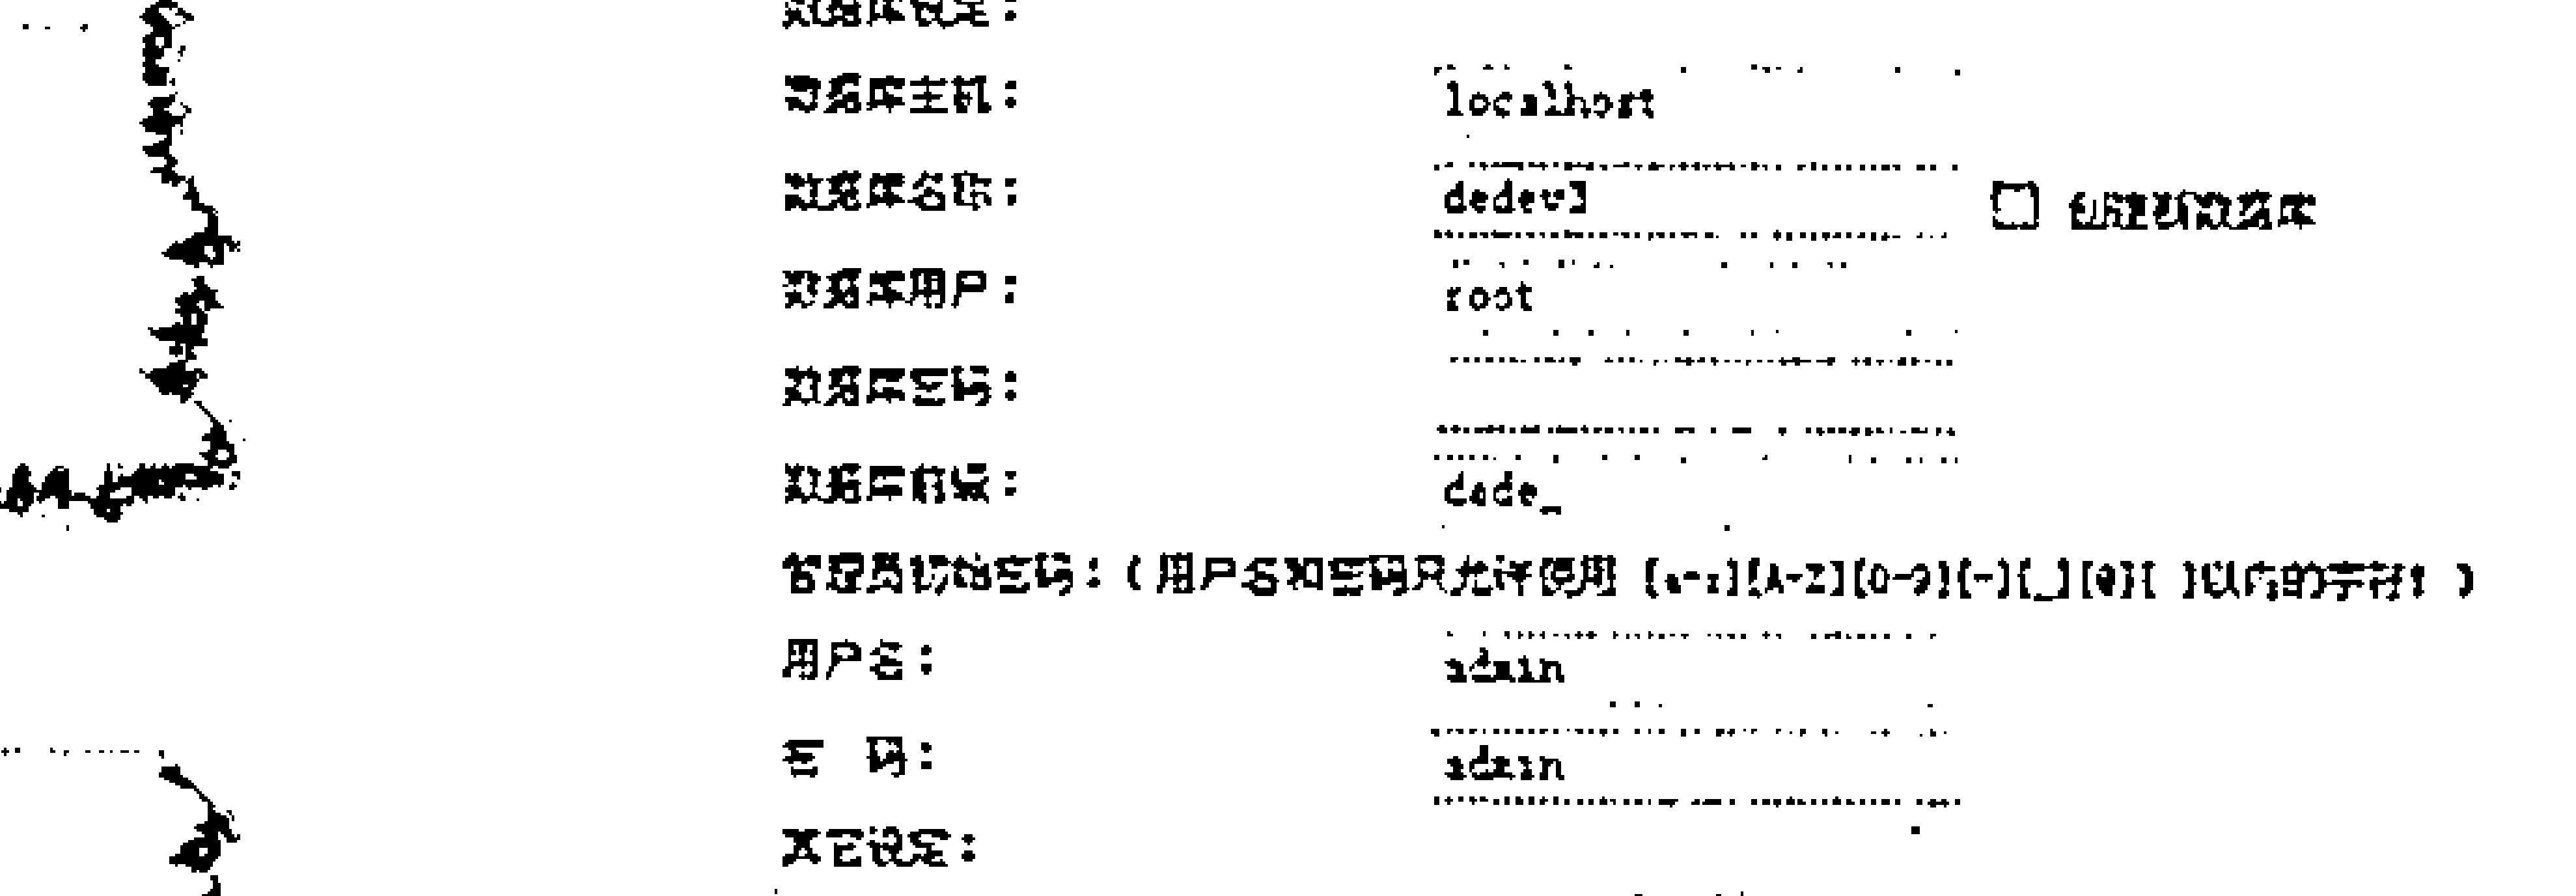 数据库设定：
数据库主机： localhost
数据库名称： dedev3 创建新数据库
数据库用户： root
数据库密码：
数据库前缀： dede_
管理员初始密码：(用户名和密码只允许使用 [a-z][A-Z][0-9][-][_][@][ ]以内的字符！)
用户名： admin
密 码： admin
其它设定：